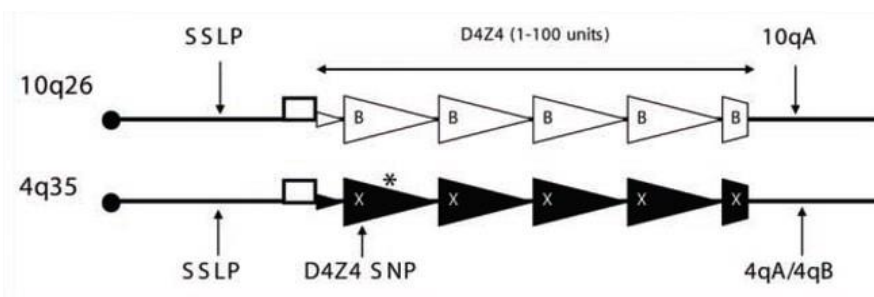 SSLP
D4Z4 (1-100 units)
10qA
10q26
B B B B B
4q35
X * X X X X
SSLP
D4Z4 SNP
4qA/4qB